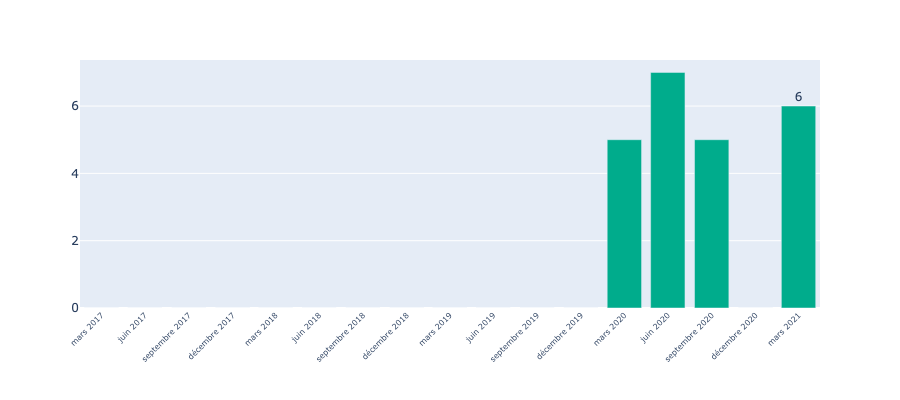 6
6
4
2
0
mars 2017
juin 2017
septembre 2017
décembre 2017
mars 2018
juin 2018
septembre 2018
décembre 2018
mars 2019
juin 2019
septembre 2019
décembre 2019
mars 2020
juin 2020
septembre 2020
décembre 2020
mars 2021